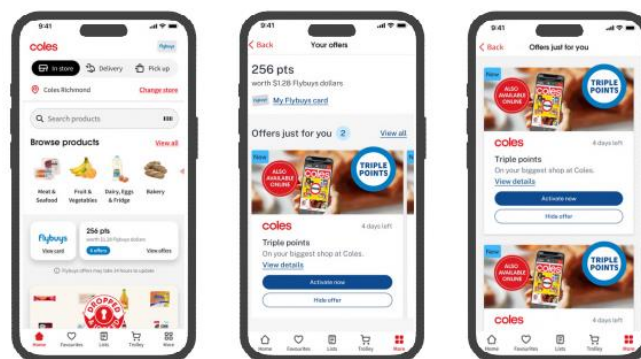 9:41
coles
flybuys
In store
Delivery
Pick up
Coles Richmond
Change store
Search products
Browse products
View all
Meat &
Seafood
Fruit &
Vegetables
Dairy, Eggs
& Fridge
Bakery
flybuys
View card
256 pts
worth $1.28 Flybuys dollars
View offers
Flybuys offers may take 24 hours to update
DROPPED
Home
Favourites
Lists
Trolley
More
9:41
Back
Your offers
256 pts
worth $1.28 Flybuys dollars
My Flybuys card
Offers just for you 2
View all
New
ALSO
AVAILABLE
ONLINE
TRIPLE
POINTS
coles
4 days left
Triple points
On your biggest shop at Coles.
View details
Activate now
Hide offer
Home
Favourites
Lists
Trolley
More
9:41
Back
Offers just for you
New
ALSO
AVAILABLE
ONLINE
TRIPLE
POINTS
coles
4 days left
Triple points
On your biggest shop at Coles.
View details
Activate now
Hide offer
New
ALSO
AVAILABLE
ONLINE
TRIPLE
POINTS
coles
4 days left
Home
Favourites
Lists
Trolley
More